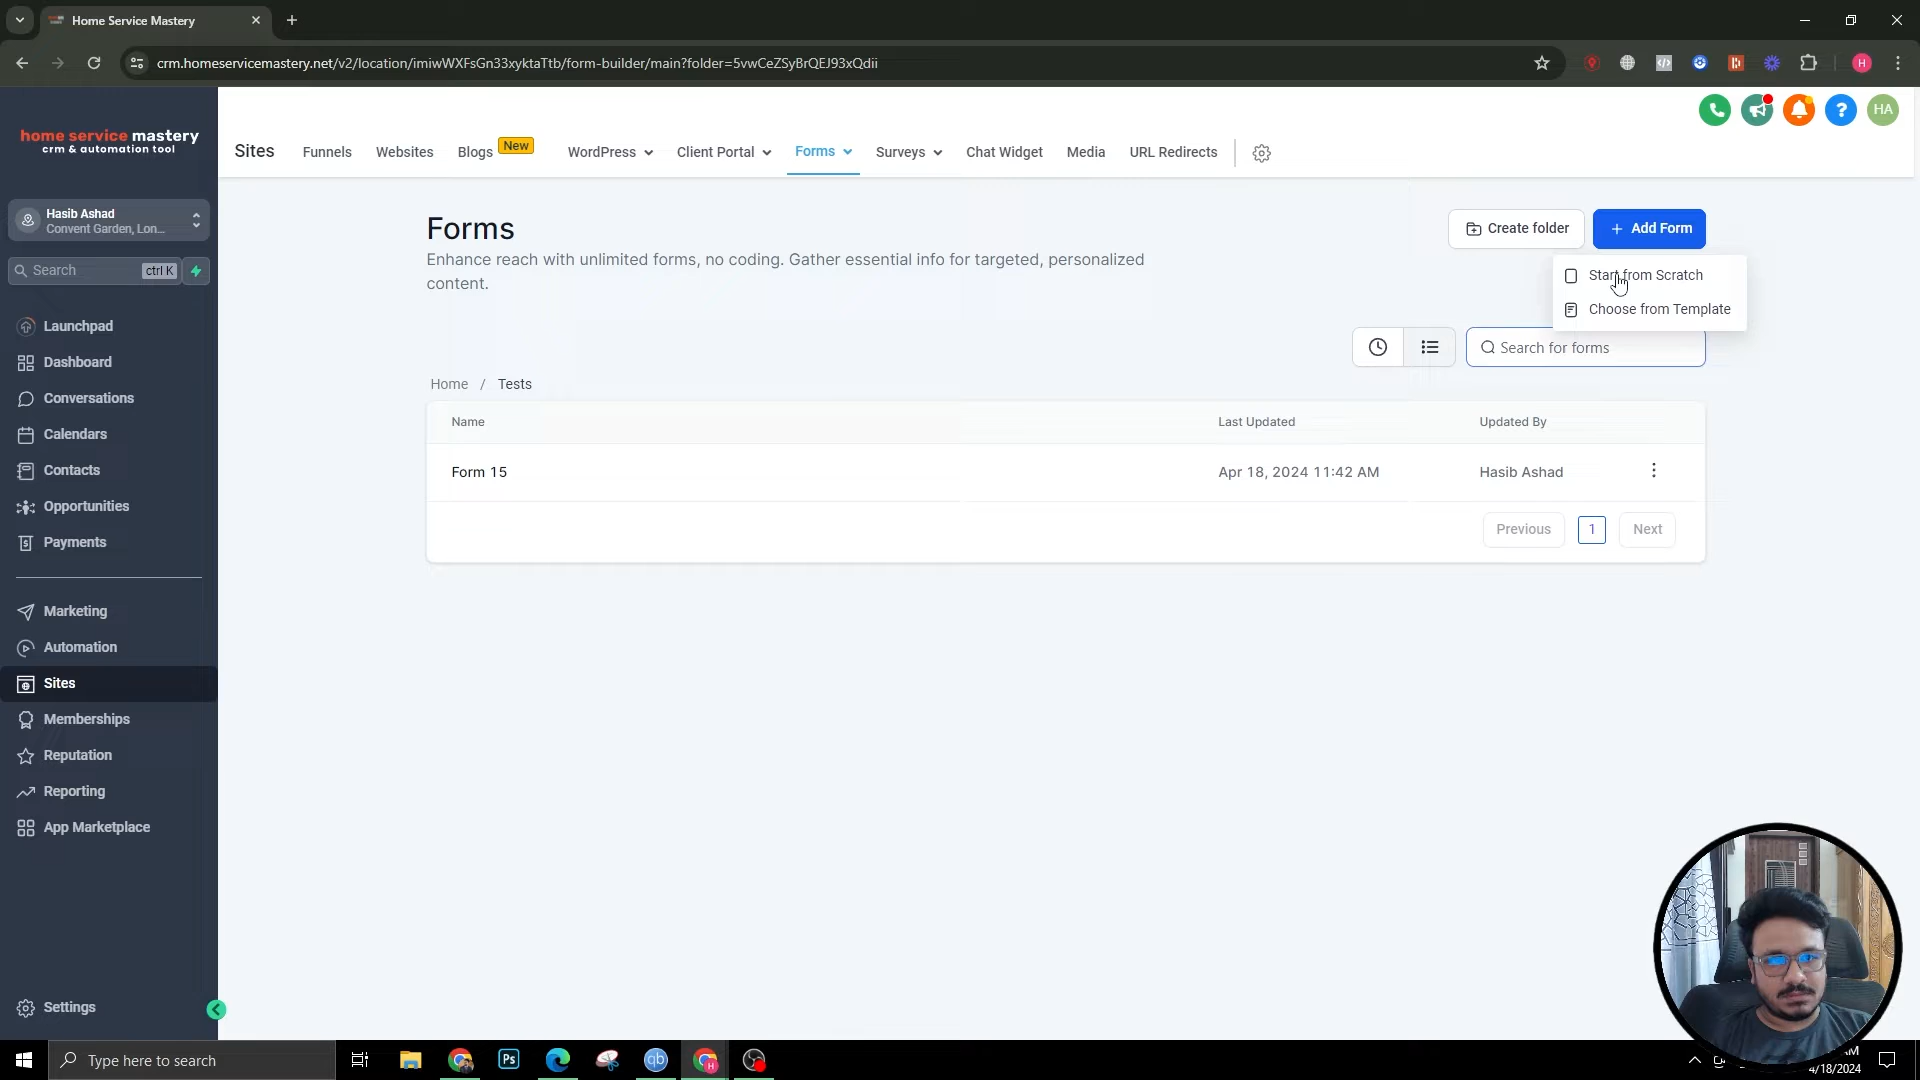 Home Service Mastery
crm.homeservicemastery.net/v2/location/imiwWXFsGn33xyktaTtb/form-builder/main?folder=5vwCeZSyBrQEJ93xQdii
H
home service mastery
crm & automation tool
HA
Sites
Funnels
Websites
Blogs
New
WordPress
Client Portal
Forms
Surveys
Chat Widget
Media
URL Redirects
Hasib Ashad
Convent Garden, Lon...
Search
ctrl K
Launchpad
Dashboard
Conversations
Calendars
Contacts
Opportunities
Payments
Marketing
Automation
Sites
Memberships
Reputation
Reporting
App Marketplace
Settings
Forms
Enhance reach with unlimited forms, no coding. Gather essential info for targeted, personalized
content.
Create folder
+ Add Form
Start from Scratch
Choose from Template
Search for forms
Home / Tests
Name
Last Updated
Updated By
Form 15
Apr 18, 2024 11:42 AM
Hasib Ashad
Previous
1
Next
Type here to search
Ps
qb
H
AM
4/18/2024